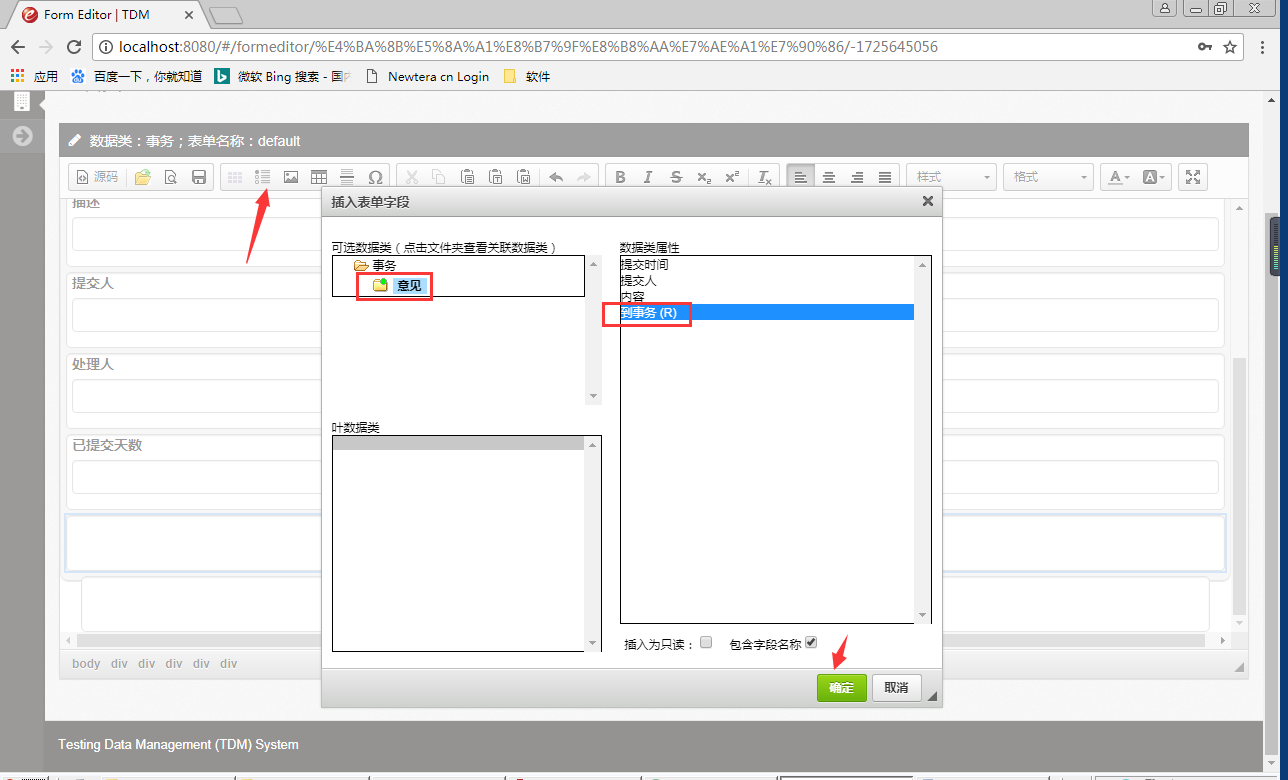 Form Editor | TDM
localhost:8080/#/formeditor/%E4%BA%8B%E5%8A%A1%E8%B7%9F%E8%B8%AA%E7%AE%A1%E7%90%86/-1725645056
应用 百度一下，你就知道 微软 Bing 搜索 - 国 Newtera cn Login 软件
数据类：事务；表单名称：default
源码 B I S x₂ x² Tx 样式 格式 A A
描述
插入表单字段
可选数据类（点击文件夹查看关联数据类）
事务
意见
数据类属性
提交时间
提交人
内容
到事务 (R)
提交人
处理人
叶数据类
已提交天数
插入为只读： 包含字段名称
确定 取消
body div div div div div
Testing Data Management (TDM) System